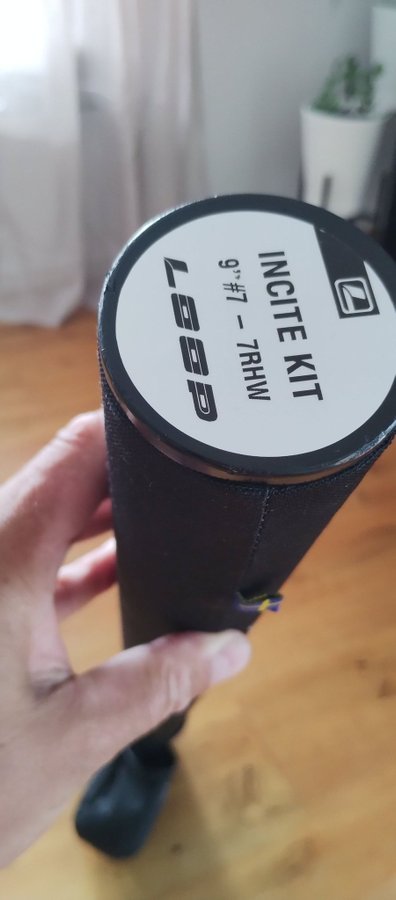 INCITE KIT
9'' #7 - 7RHW
LOOP